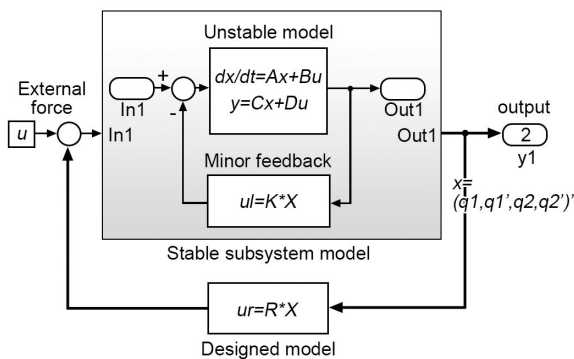 Unstable model
External
force
u
In1
+
-
In1
dx/dt=Ax+Bu
y=Cx+Du
Out1
Out1
output
2
y1
Minor feedback
ul=K*X
x=
(q1,q1',q2,q2')'
Stable subsystem model
ur=R*X
Designed model